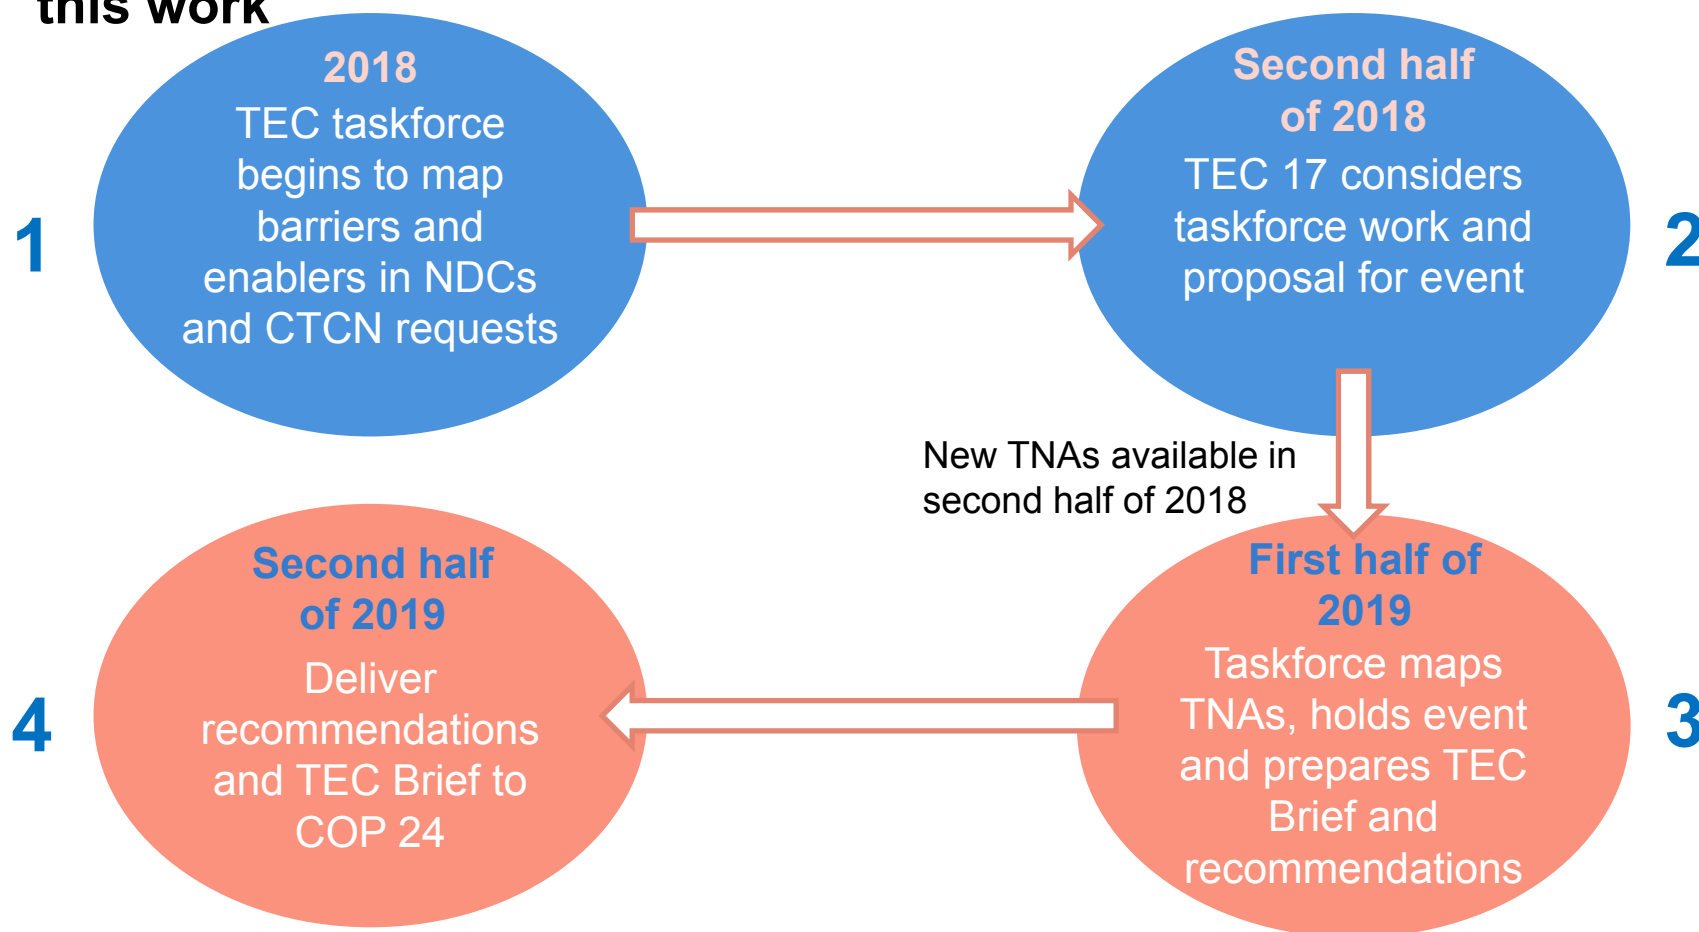 this work
1
2018
TEC taskforce
begins to map
barriers and
enablers in NDCs
and CTCN requests
Second half
of 2018
TEC 17 considers
taskforce work and
proposal for event
2
New TNAs available in
second half of 2018
First half of
2019
Taskforce maps
TNAs, holds event
and prepares TEC
Brief and
recommendations
3
4
Second half
of 2019
Deliver
recommendations
and TEC Brief to
COP 24